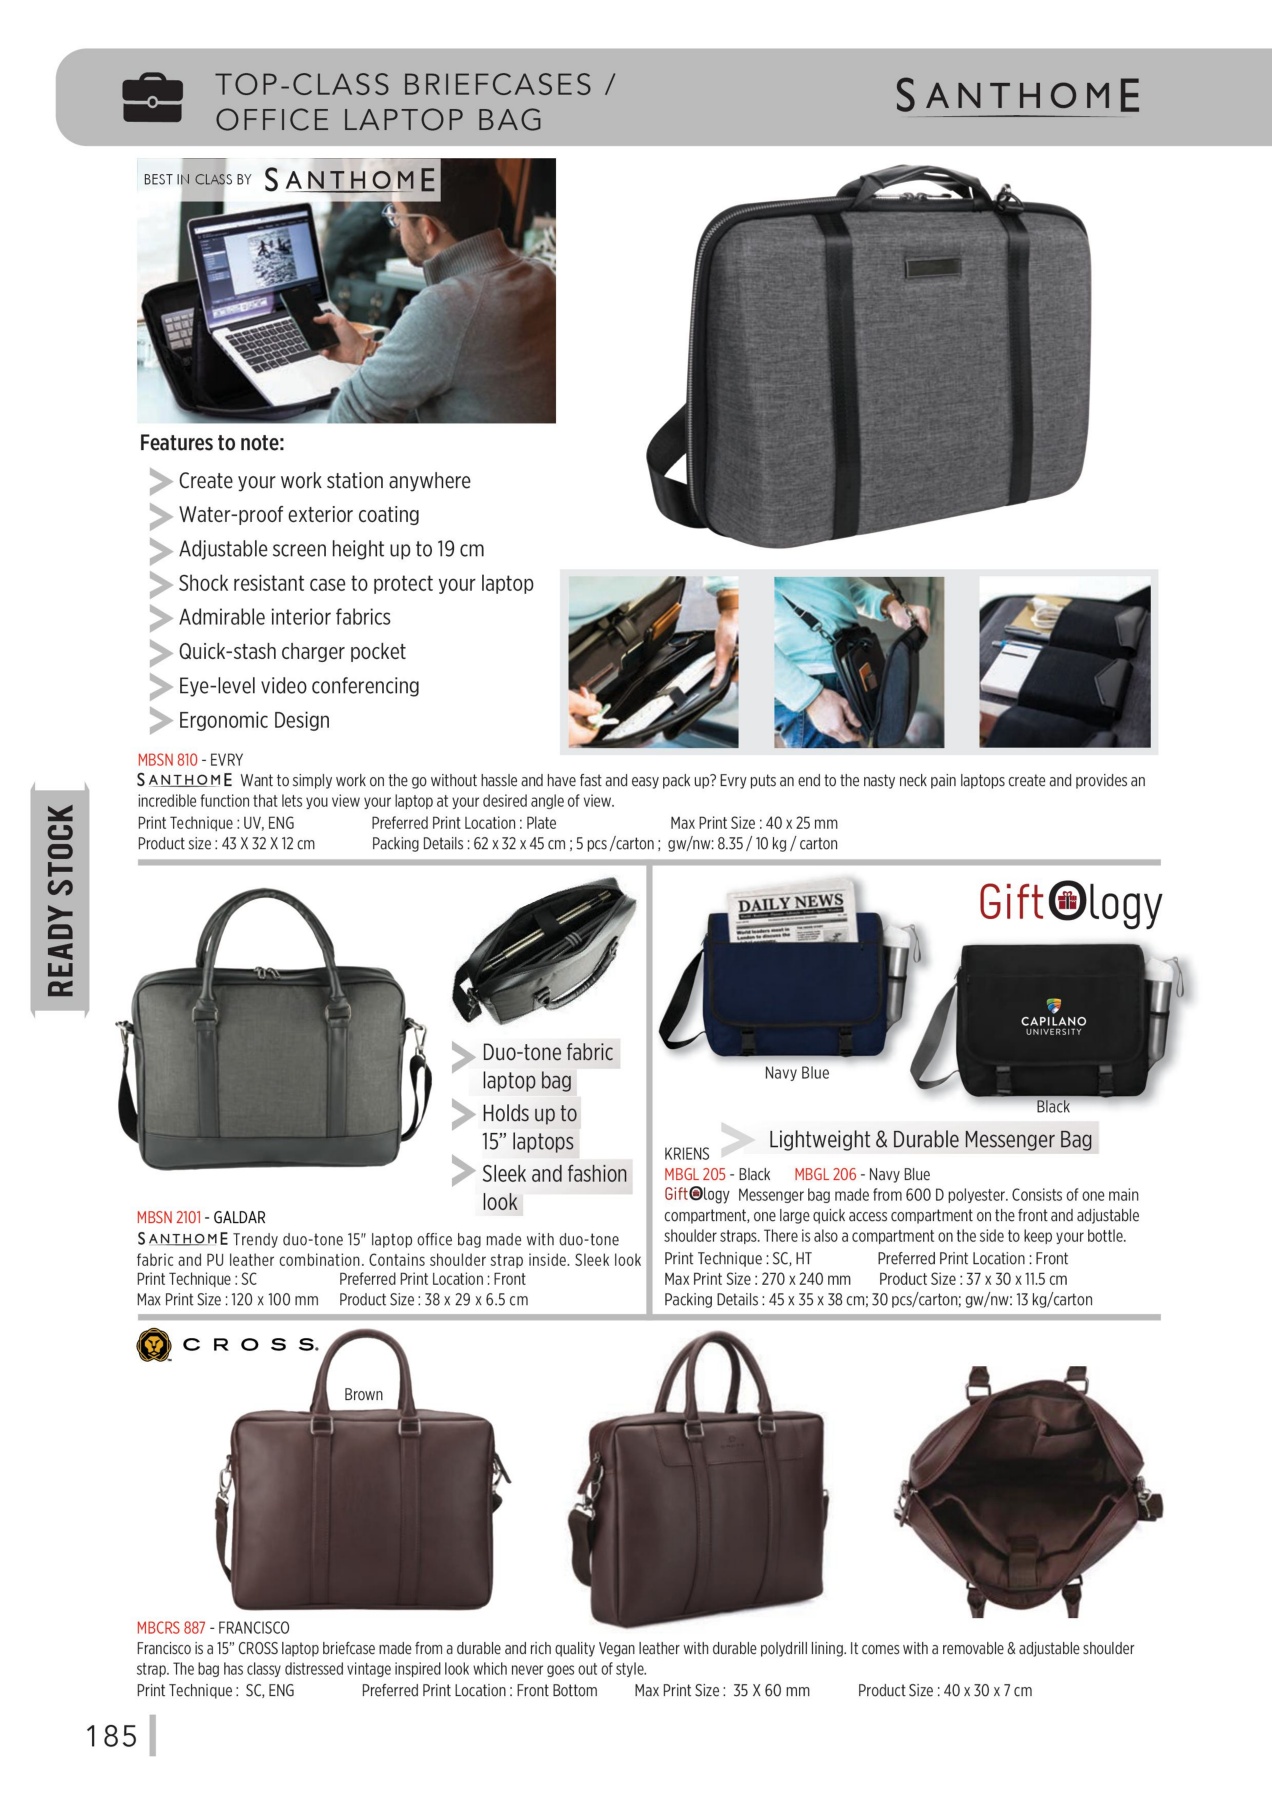 TOP-CLASS BRIEFCASES /
OFFICE LAPTOP BAG
SANTHOME
BEST IN CLASS BY SANTHOME
Features to note:
Create your work station anywhere
Water-proof exterior coating
Adjustable screen height up to 19 cm
Shock resistant case to protect your laptop
Admirable interior fabrics
Quick-stash charger pocket
Eye-level video conferencing
Ergonomic Design
MBSN 810 - EVRY
SANTHOME Want to simply work on the go without hassle and have fast and easy pack up? Evry puts an end to the nasty neck pain laptops create and provides an
incredible function that lets you view your laptop at your desired angle of view.
Print Technique : UV, ENG Preferred Print Location : Plate Max Print Size : 40 x 25 mm
Product size : 43 X 32 X 12 cm Packing Details : 62 x 32 x 45 cm ; 5 pcs /carton ; gw/nw: 8.35 / 10 kg / carton
READY STOCK
Duo-tone fabric
laptop bag
Holds up to
15” laptops
Sleek and fashion
look
MBSN 2101 - GALDAR
SANTHOME Trendy duo-tone 15" laptop office bag made with duo-tone
fabric and PU leather combination. Contains shoulder strap inside. Sleek look
Print Technique : SC Preferred Print Location : Front
Max Print Size : 120 x 100 mm Product Size : 38 x 29 x 6.5 cm
GiftOlogy
DAILY NEWS
World leaders meet in
London to discuss the
CAPILANO
UNIVERSITY
Navy Blue
Black
Lightweight & Durable Messenger Bag
KRIENS
MBGL 205 - Black MBGL 206 - Navy Blue
GiftOlogy Messenger bag made from 600 D polyester. Consists of one main
compartment, one large quick access compartment on the front and adjustable
shoulder straps. There is also a compartment on the side to keep your bottle.
Print Technique : SC, HT Preferred Print Location : Front
Max Print Size : 270 x 240 mm Product Size : 37 x 30 x 11.5 cm
Packing Details : 45 x 35 x 38 cm; 30 pcs/carton; gw/nw: 13 kg/carton
CROSS.
Brown
MBCRS 887 - FRANCISCO
Francisco is a 15” CROSS laptop briefcase made from a durable and rich quality Vegan leather with durable polydrill lining. It comes with a removable & adjustable shoulder
strap. The bag has classy distressed vintage inspired look which never goes out of style.
Print Technique : SC, ENG Preferred Print Location : Front Bottom Max Print Size : 35 X 60 mm Product Size : 40 x 30 x 7 cm
185